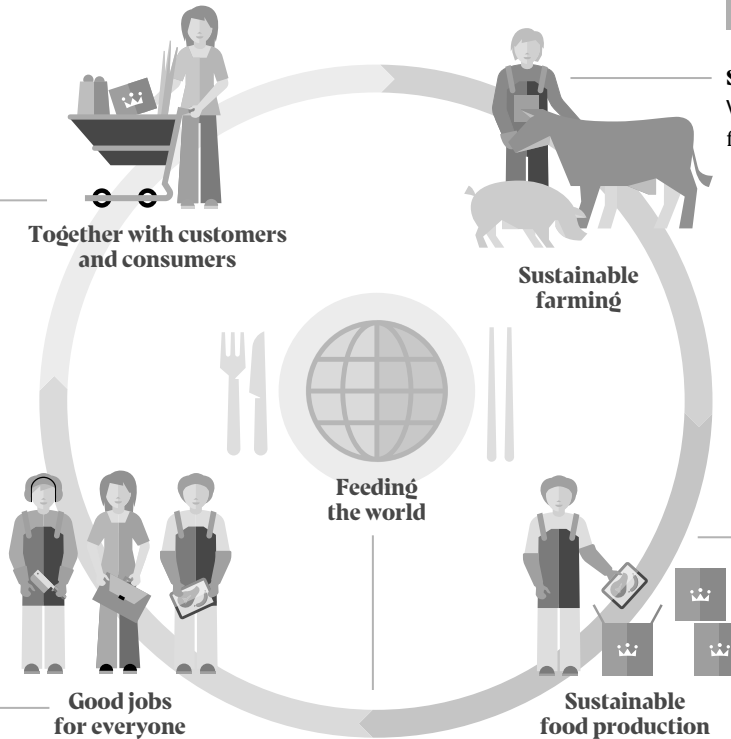 Together with customers
and consumers
Sustainable
farming
Feeding
the world
Good jobs
for everyone
Sustainable
food production